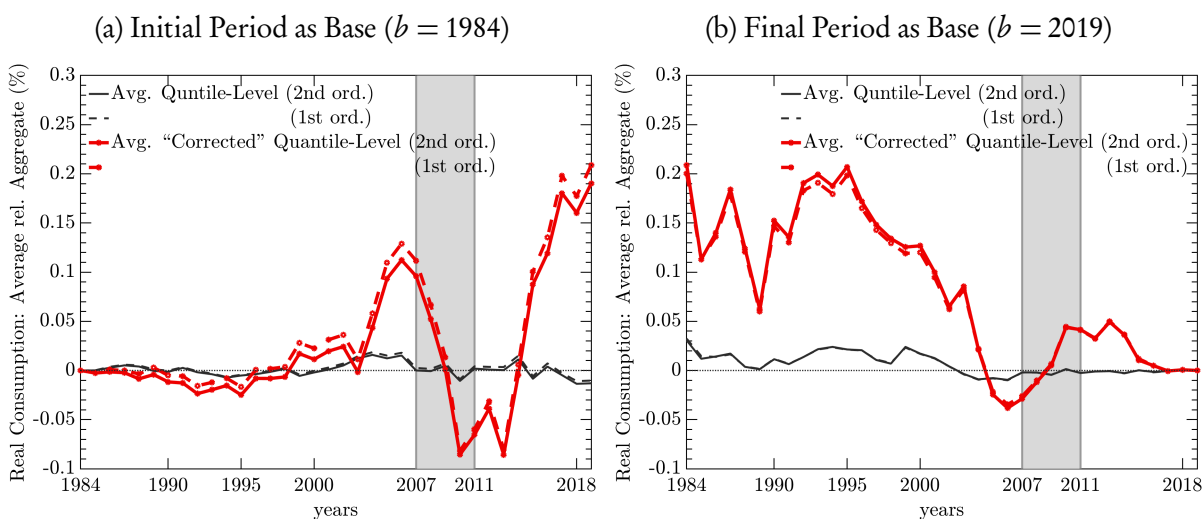 (a) Initial Period as Base (b = 1984)
Real Consumption: Average rel. Aggregate (%)
0.3
0.25
0.2
0.15
0.1
0.05
0
-0.05
-0.1
Avg. Quntile-Level (2nd ord.)
(1st ord.)
Avg. “Corrected” Quantile-Level (2nd ord.)
(1st ord.)
1984 1990 1995 2000 2007 2011 2018
years
(b) Final Period as Base (b = 2019)
Real Consumption: Average rel. Aggregate (%)
0.3
0.25
0.2
0.15
0.1
0.05
0
-0.05
-0.1
Avg. Quntile-Level (2nd ord.)
(1st ord.)
Avg. “Corrected” Quantile-Level (2nd ord.)
(1st ord.)
1984 1990 1995 2000 2007 2011 2018
years